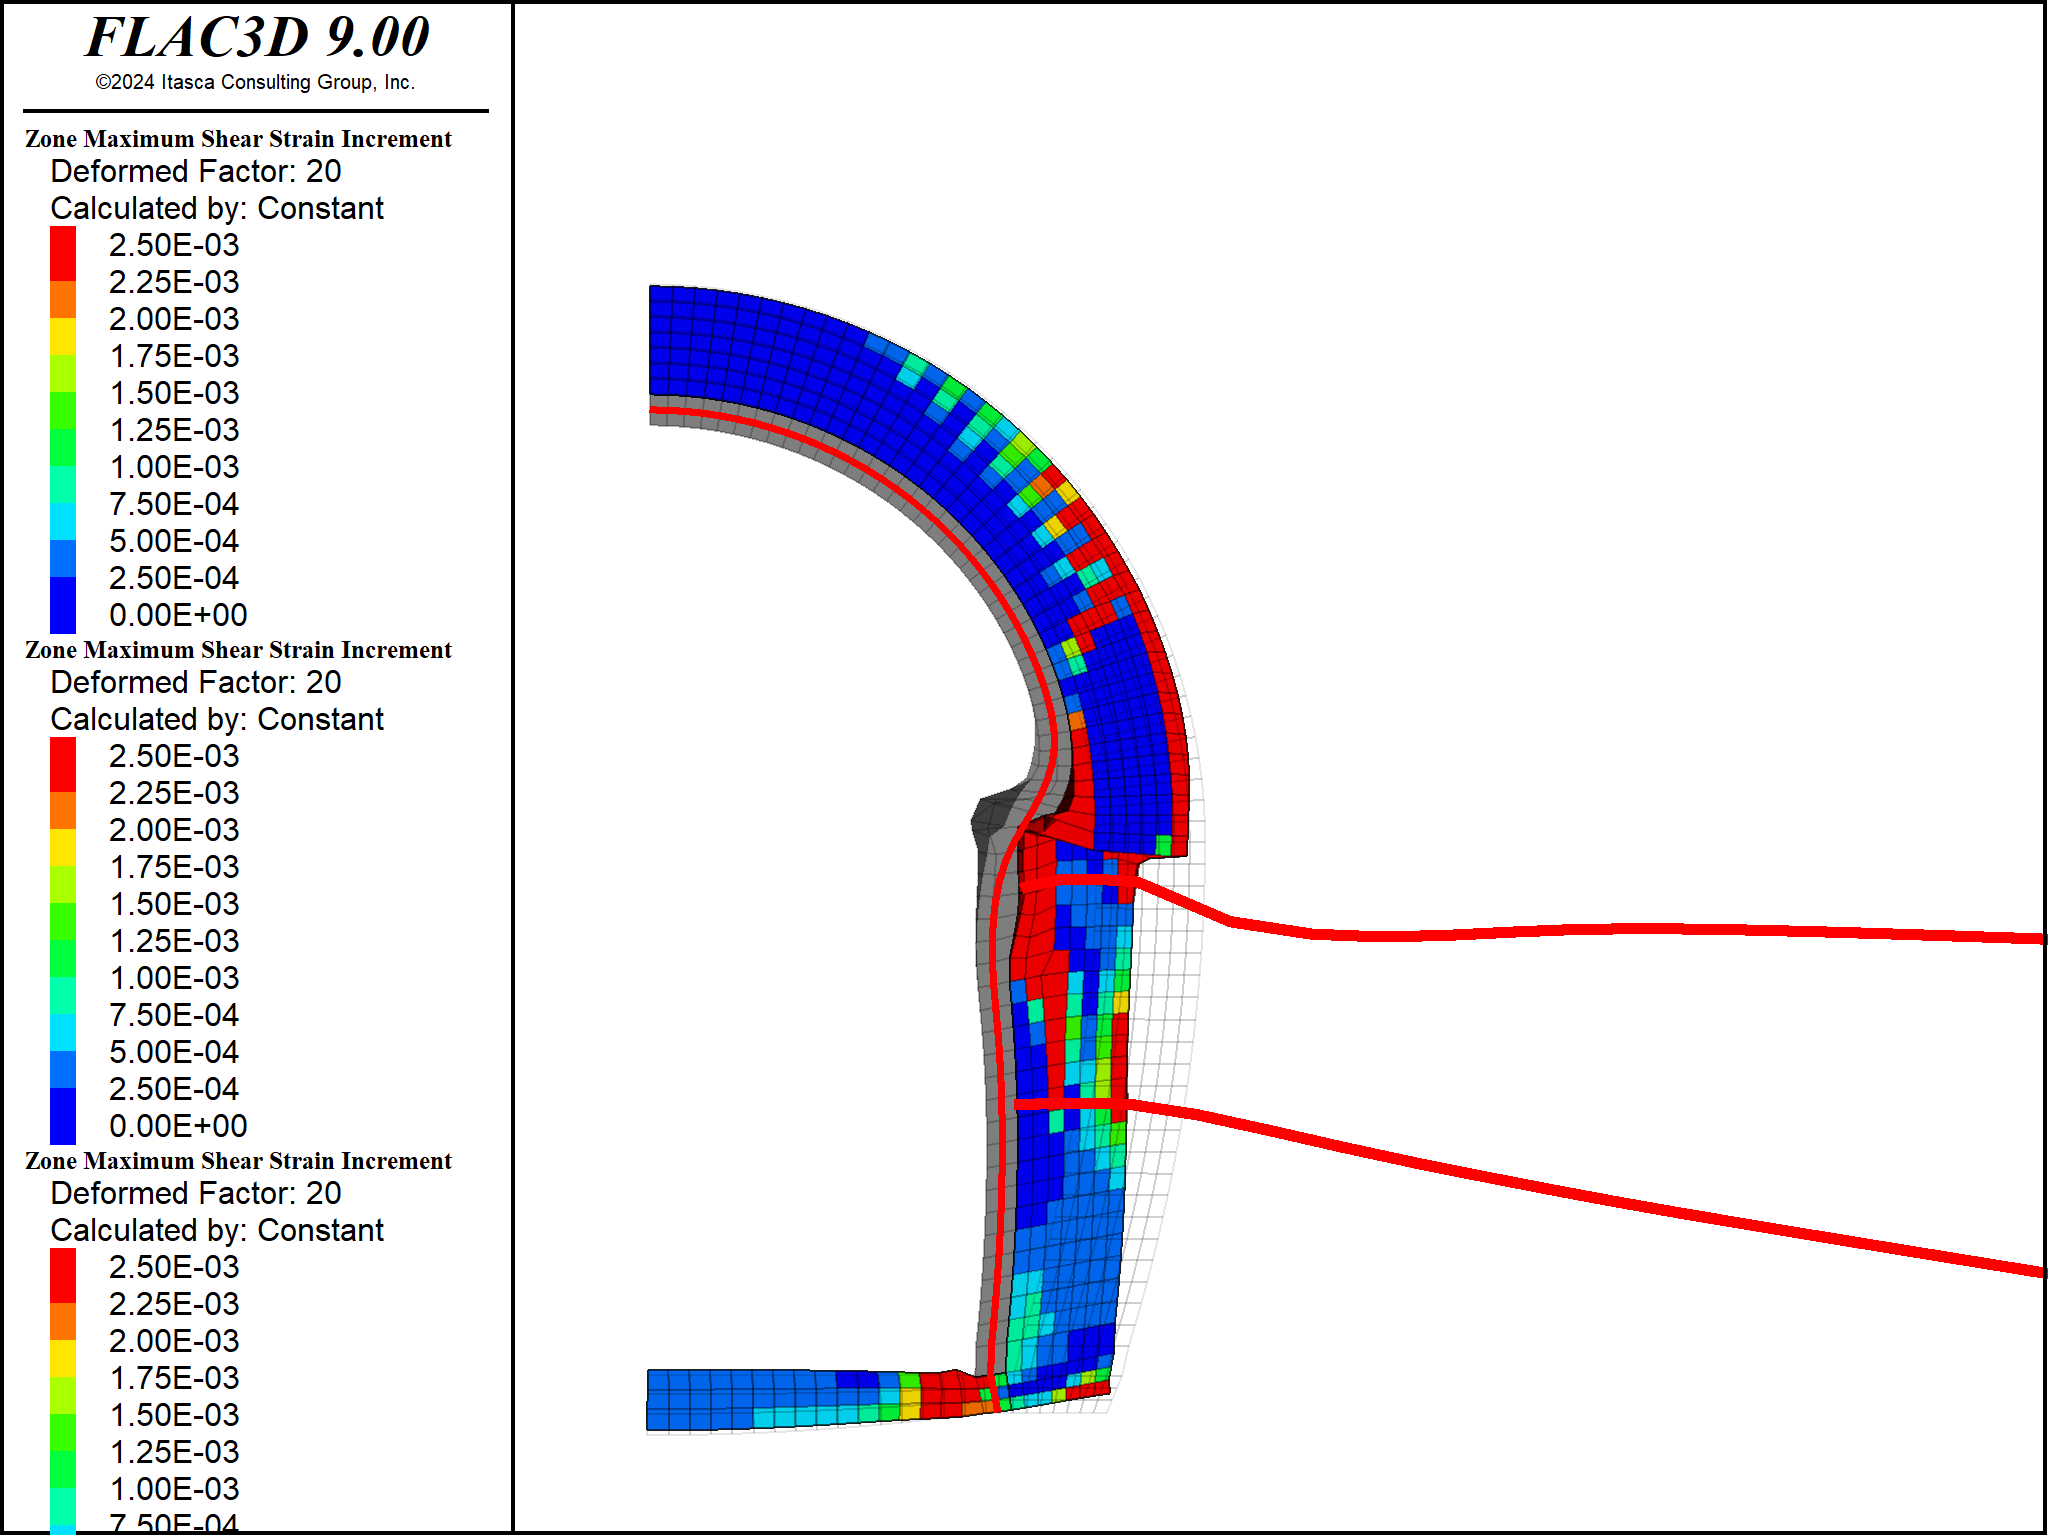 FLAC3D 9.00
©2024 Itasca Consulting Group, Inc.
Zone Maximum Shear Strain Increment
Deformed Factor: 20
Calculated by: Constant
2.50E-03
2.25E-03
2.00E-03
1.75E-03
1.50E-03
1.25E-03
1.00E-03
7.50E-04
5.00E-04
2.50E-04
0.00E+00
Zone Maximum Shear Strain Increment
Deformed Factor: 20
Calculated by: Constant
2.50E-03
2.25E-03
2.00E-03
1.75E-03
1.50E-03
1.25E-03
1.00E-03
7.50E-04
5.00E-04
2.50E-04
0.00E+00
Zone Maximum Shear Strain Increment
Deformed Factor: 20
Calculated by: Constant
2.50E-03
2.25E-03
2.00E-03
1.75E-03
1.50E-03
1.25E-03
1.00E-03
7.50E-04